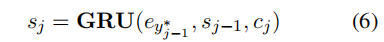 s_j = GRU(e_{y^*_{j-1}}, s_{j-1}, c_j) (6)